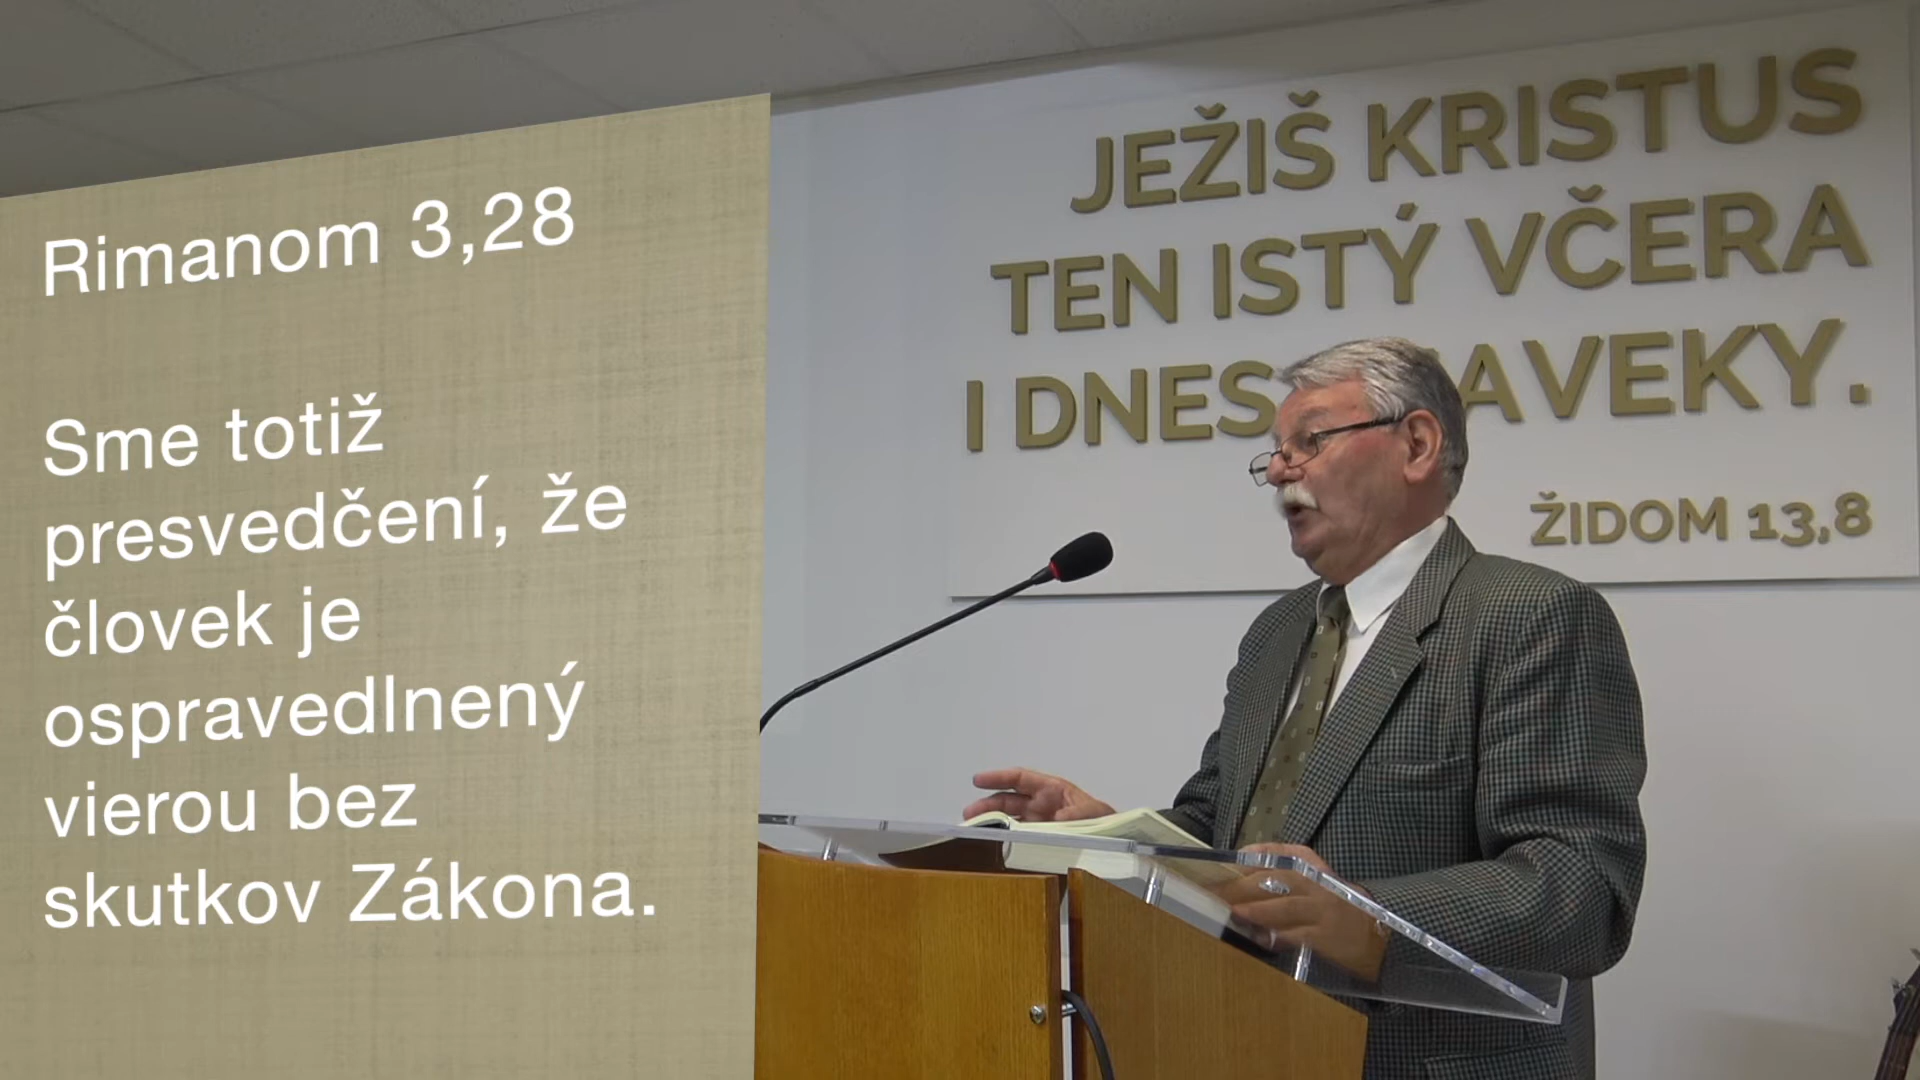 Rimanom 3,28
Sme totiž
presvedčení, že
človek je
ospravedlnený
vierou bez
skutkov Zákona.
JEŽIŠ KRISTUS
TEN ISTÝ VČERA
I DNES AVEKY.
ŽIDOM 13,8